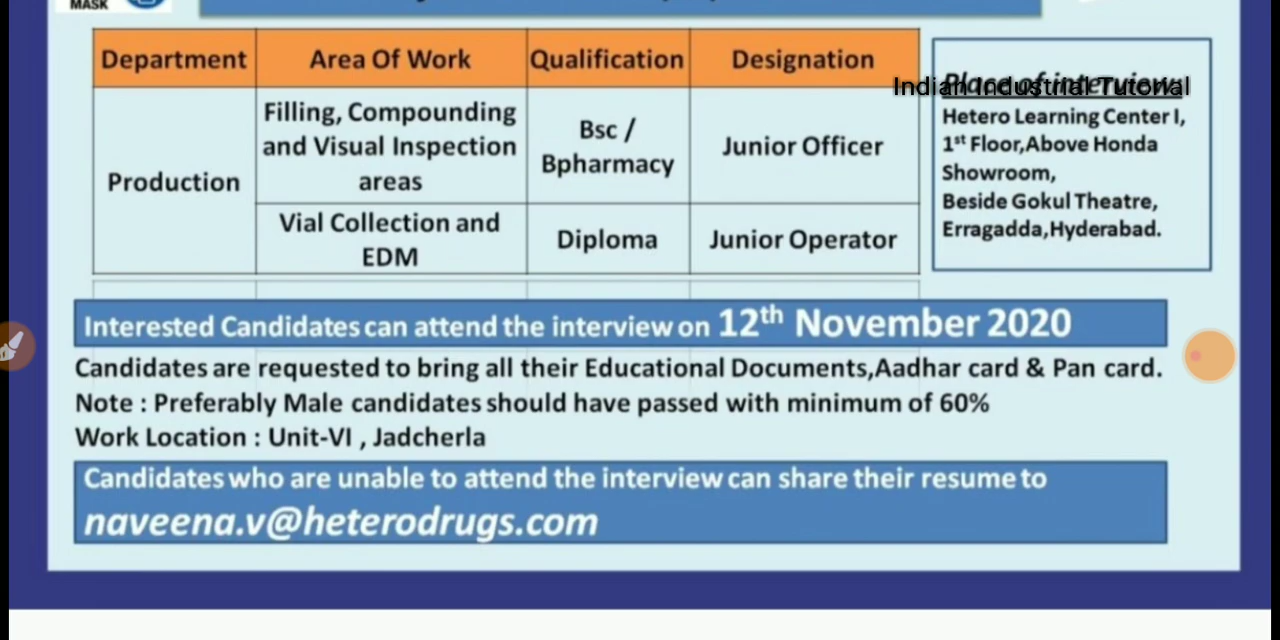 MASK
Department Area Of Work Qualification Designation
Production
Filling, Compounding
and Visual Inspection
areas
Bsc /
Bpharmacy
Junior Officer
Vial Collection and
EDM
Diploma
Junior Operator
Place of interview:
Indian Industrial Tutorial
Hetero Learning Center I,
1st Floor,Above Honda
Showroom,
Beside Gokul Theatre,
Erragadda,Hyderabad.
Interested Candidates can attend the interview on 12th November 2020
Candidates are requested to bring all their Educational Documents,Aadhar card & Pan card.
Note : Preferably Male candidates should have passed with minimum of 60%
Work Location : Unit-VI , Jadcherla
Candidates who are unable to attend the interview can share their resume to
naveena.v@heterodrugs.com